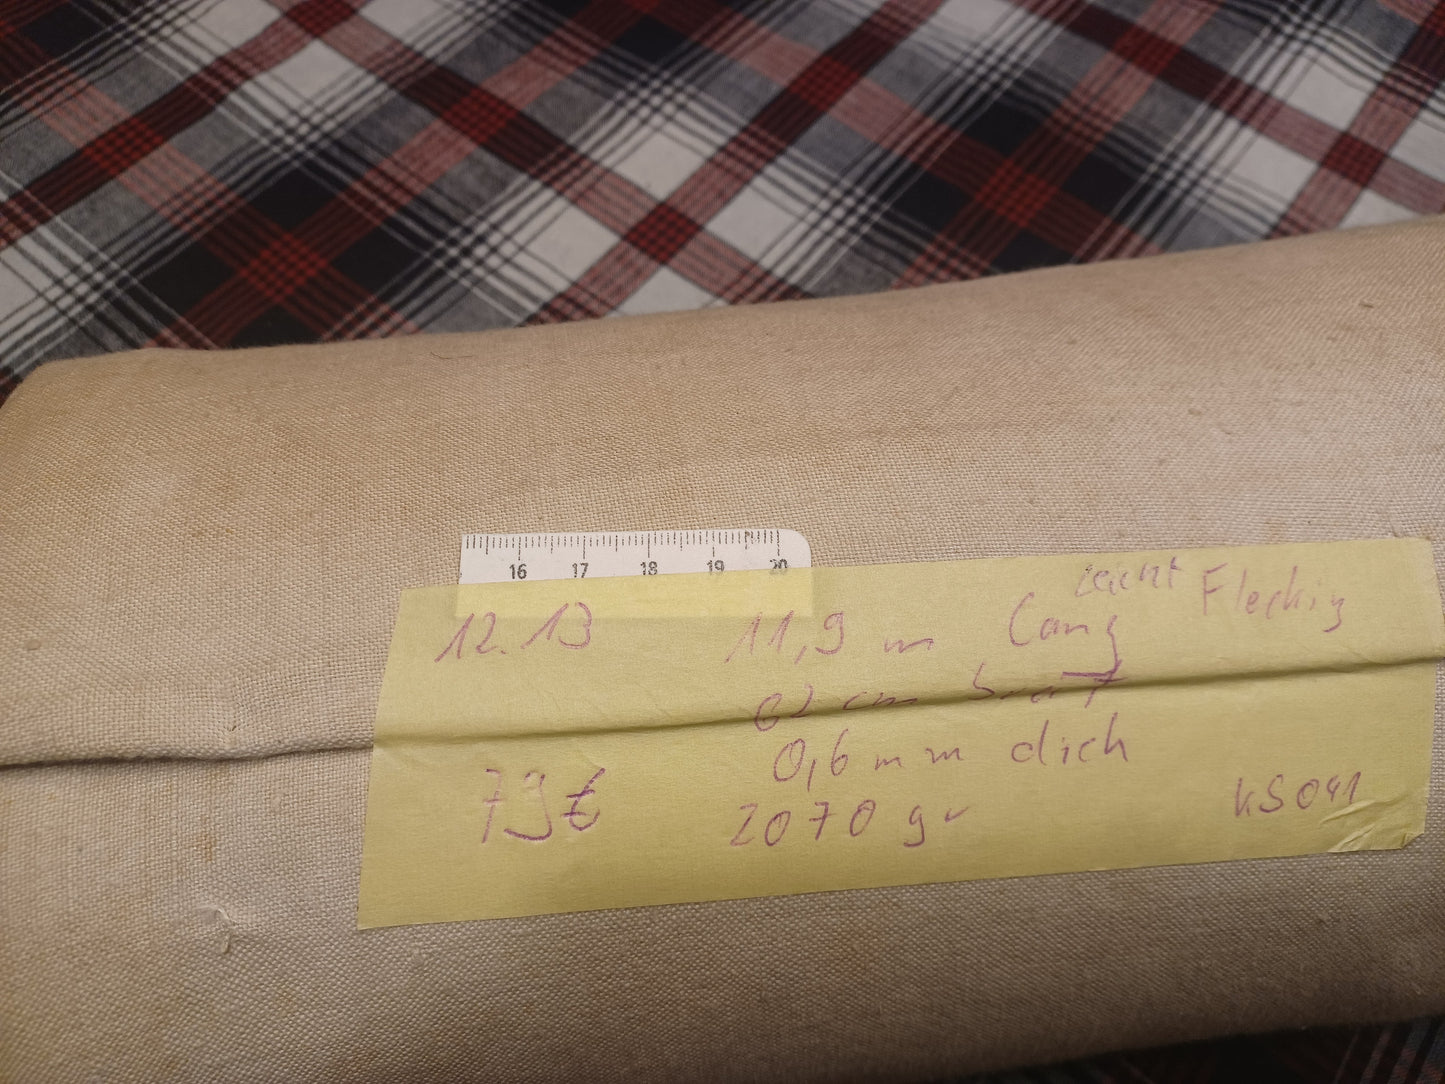 16 17 18 19 20
leicht Fleckig
12.13 11,9 m Lang
62 cm breit
0,6 mm dick
79€ 2070 gr KS041